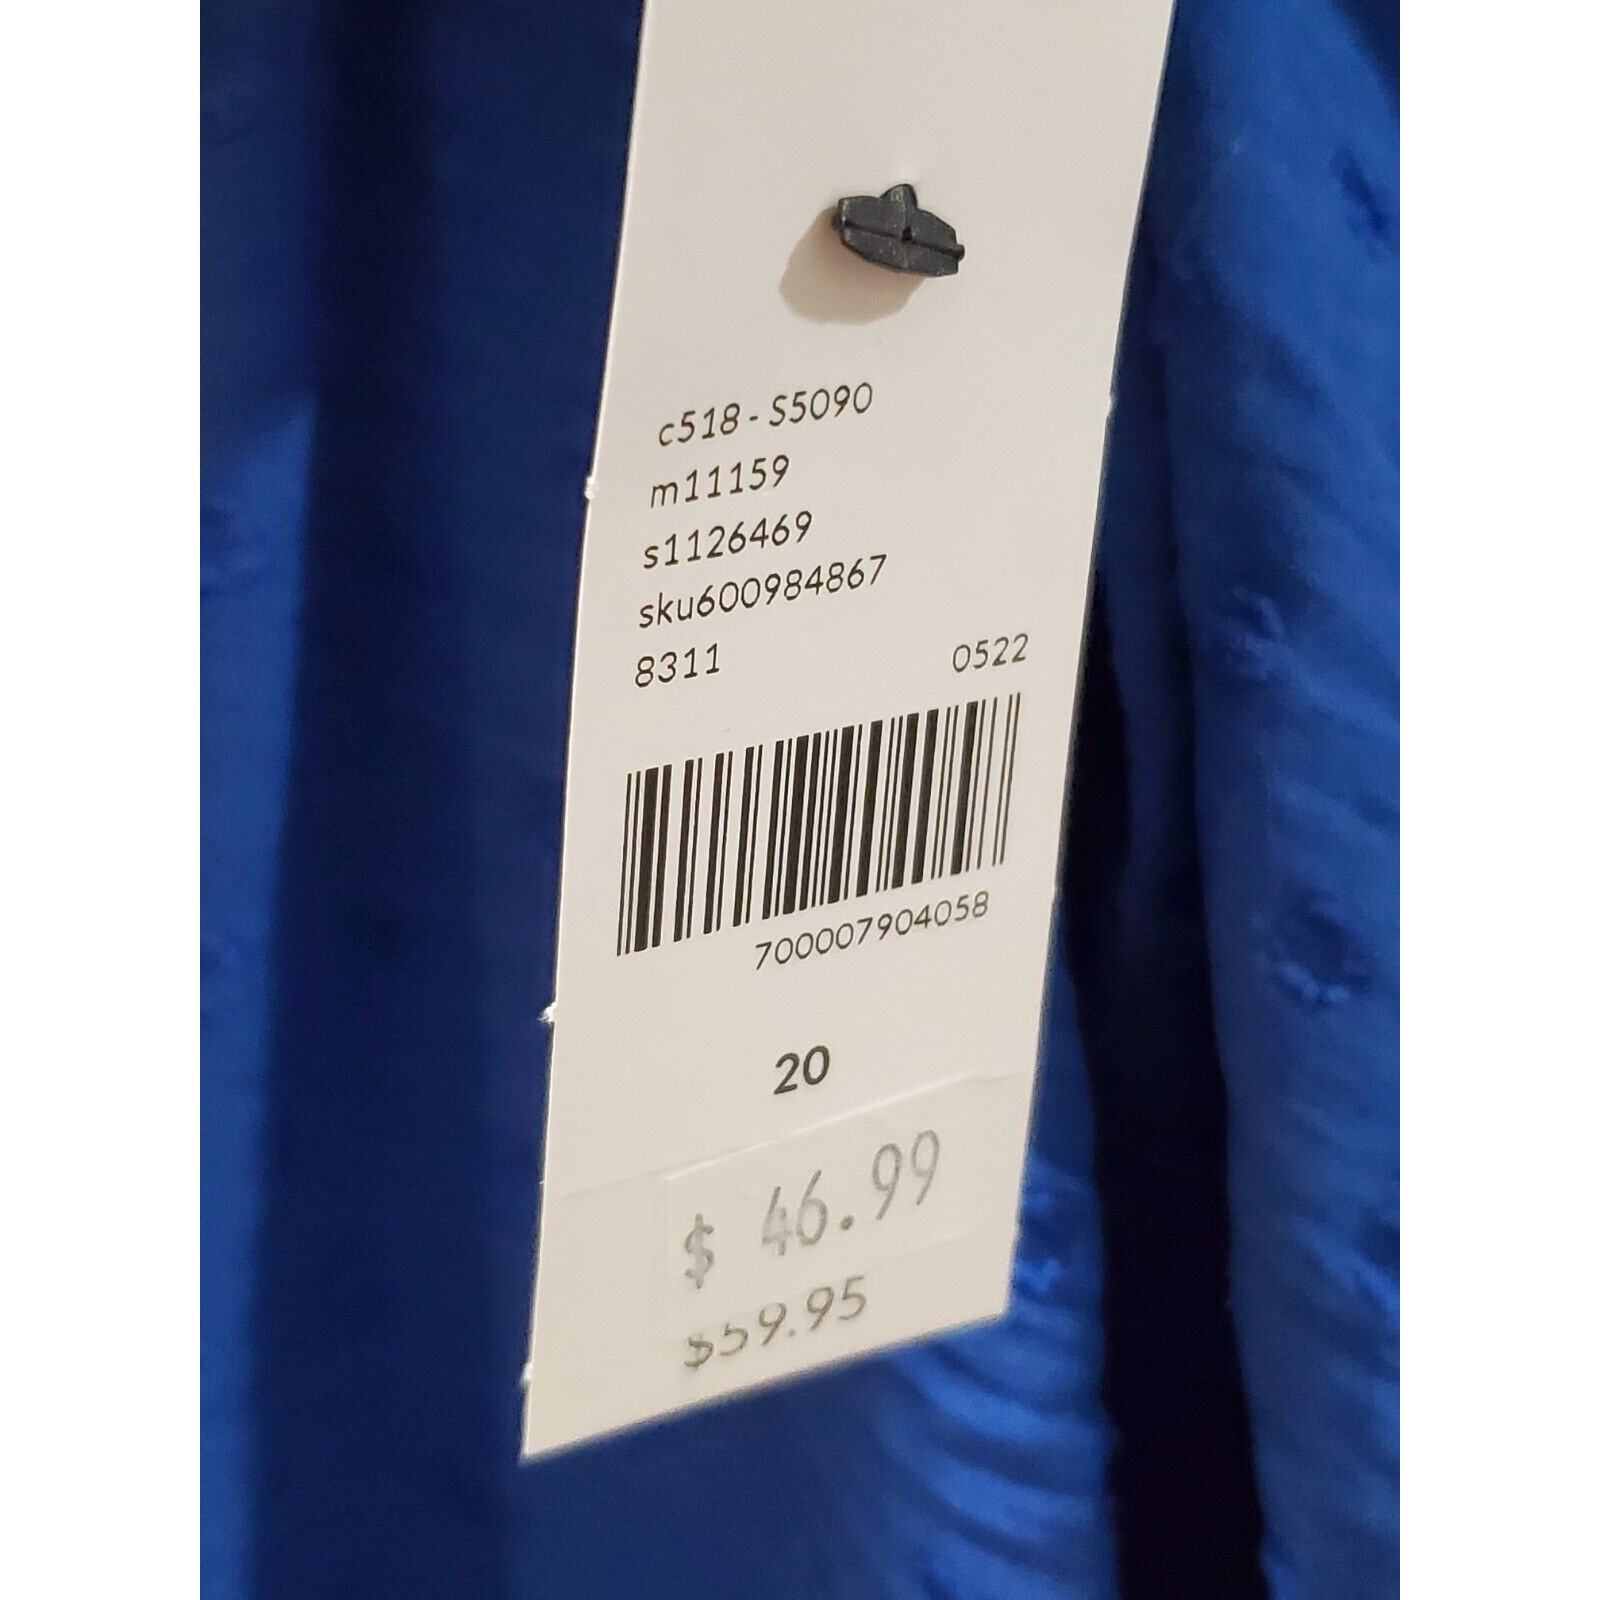 c518 - S5090
m11159
s1126469
sku600984867
8311 0522
700007904058
20
$ 46.99
$59.95